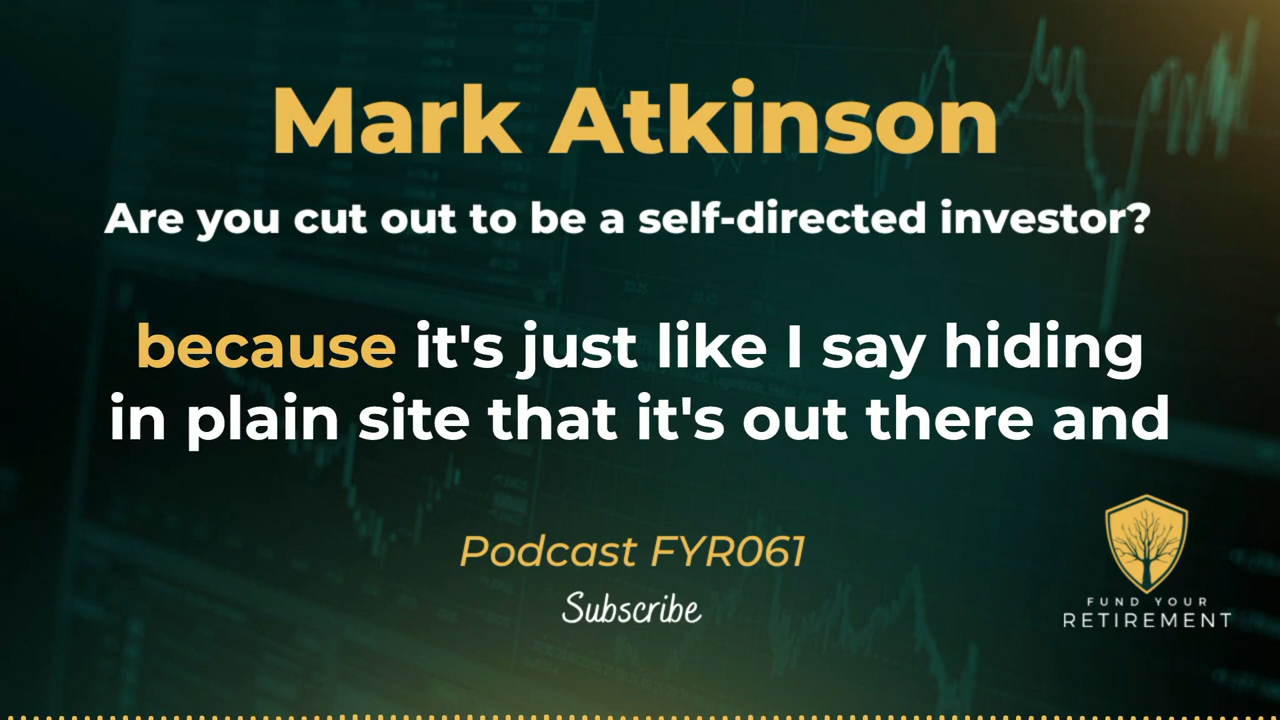 Mark Atkinson
Are you cut out to be a self-directed investor?
because it's just like I say hiding
in plain site that it's out there and
Podcast FYR061
Subscribe
FUND YOUR
RETIREMENT